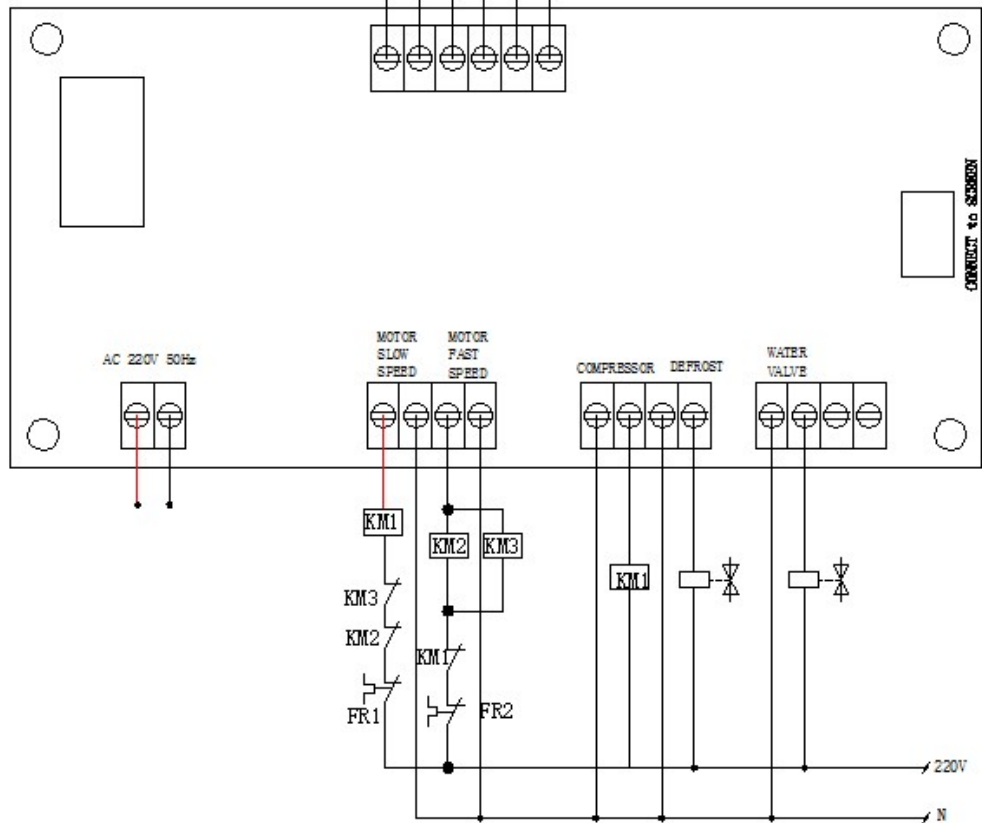 CONNECT to SCREEN
AC 220V 50Hz
MOTOR
SLOW
SPEED
MOTOR
FAST
SPEED
COMPRESSOR
DEFROST
WATER
VALVE
KM1
KM2
KM3
KM1
KM3
KM2
KM1
FR1
FR2
220V
N